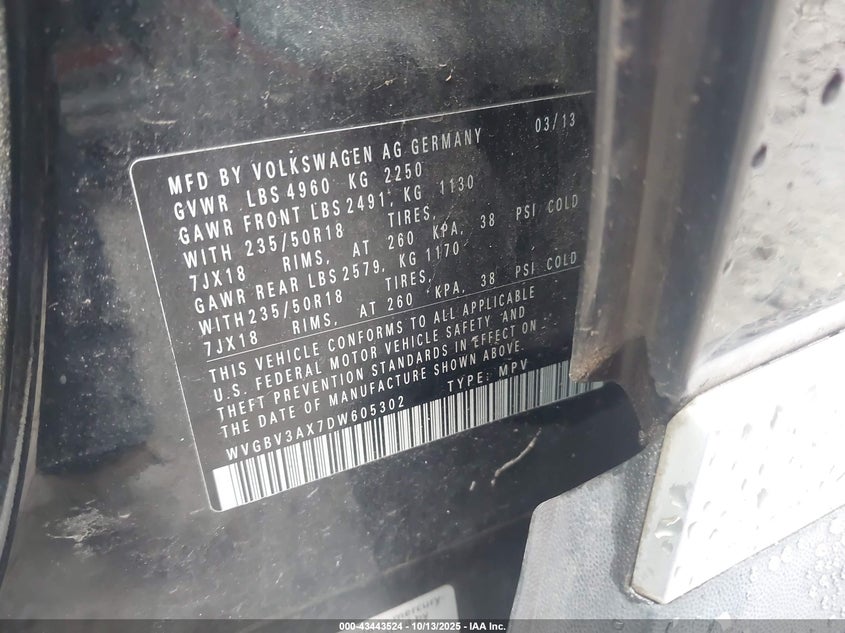 03/13
MFD BY VOLKSWAGEN AG GERMANY
GVWR LBS 4960 KG 2250
GAWR FRONT LBS 2491, KG 1130
WITH 235/50R18 TIRES,
7JX18 RIMS, AT 260 KPA, 38 PSI COLD
GAWR REAR LBS 2579, KG 1170
WITH 235/50R18 TIRES,
7JX18 RIMS, AT 260 KPA, 38 PSI COLD
THIS VEHICLE CONFORMS TO ALL APPLICABLE
U.S. FEDERAL MOTOR VEHICLE SAFETY AND
THEFT PREVENTION STANDARDS IN EFFECT ON
THE DATE OF MANUFACTURE SHOWN ABOVE.
WVGBV3AX7DW605302 TYPE: MPV
mercury
000-43443524 - 10/13/2025 - IAA Inc.